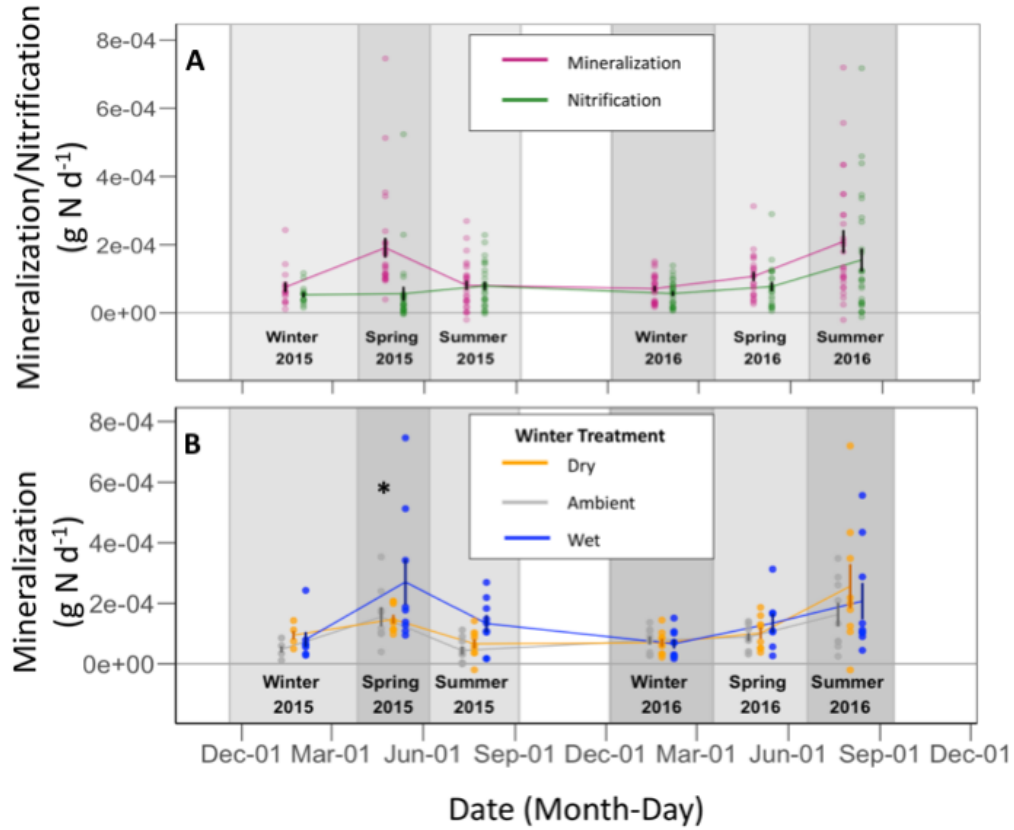 Mineralization/Nitrification
(g N d-1)
8e-04
6e-04
4e-04
2e-04
0e+00
A
Mineralization
Nitrification
Winter
2015
Spring
2015
Summer
2015
Winter
2016
Spring
2016
Summer
2016
Mineralization
(g N d-1)
8e-04
6e-04
4e-04
2e-04
0e+00
B
*
Winter Treatment
Dry
Ambient
Wet
Winter
2015
Spring
2015
Summer
2015
Winter
2016
Spring
2016
Summer
2016
Dec-01 Mar-01 Jun-01 Sep-01 Dec-01 Mar-01 Jun-01 Sep-01 Dec-01
Date (Month-Day)